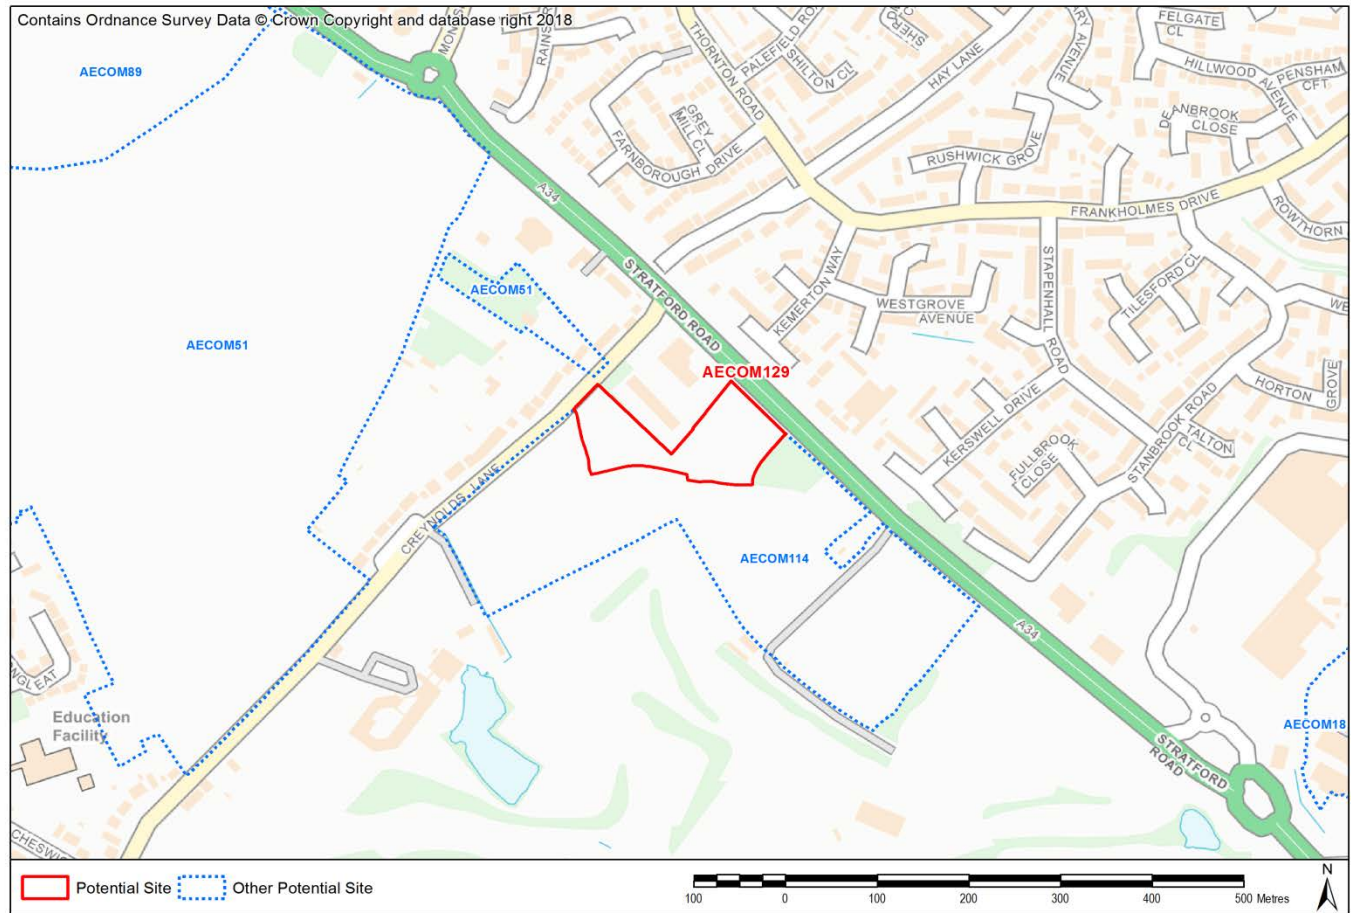 Contains Ordnance Survey Data © Crown Copyright and database right 2018
AECOM89
THORNTON ROAD
PALEFIELD
SHILTON CL
HAY LANE
FELGATE
CL
HILLWOOD
AVENUE
PENSHAM
CFT
CLOSE
GREY
MILL CL
FARNBOROUGH DRIVE
RUSHWICK GROVE
FRANKHOLMES DRIVE
ROWTHORN
A34
STRATFORD ROAD
AECOM51
KEMERTON WAY
WESTGROVE
AVENUE
STAPENHALL
ROAD
TILESFORD CL
AECOM51
AECOM129
HORTON
GROVE
KERSWELL DRIVE
STANBROOK ROAD
TALTON
CL
FULLBROOK
CLOSE
CREYNOLDS LANE
AECOM114
A34
Education
Facility
AECOM18
STRATFORD
ROAD
Potential Site
Other Potential Site
100 0 100 200 300 400 500 Metres
N